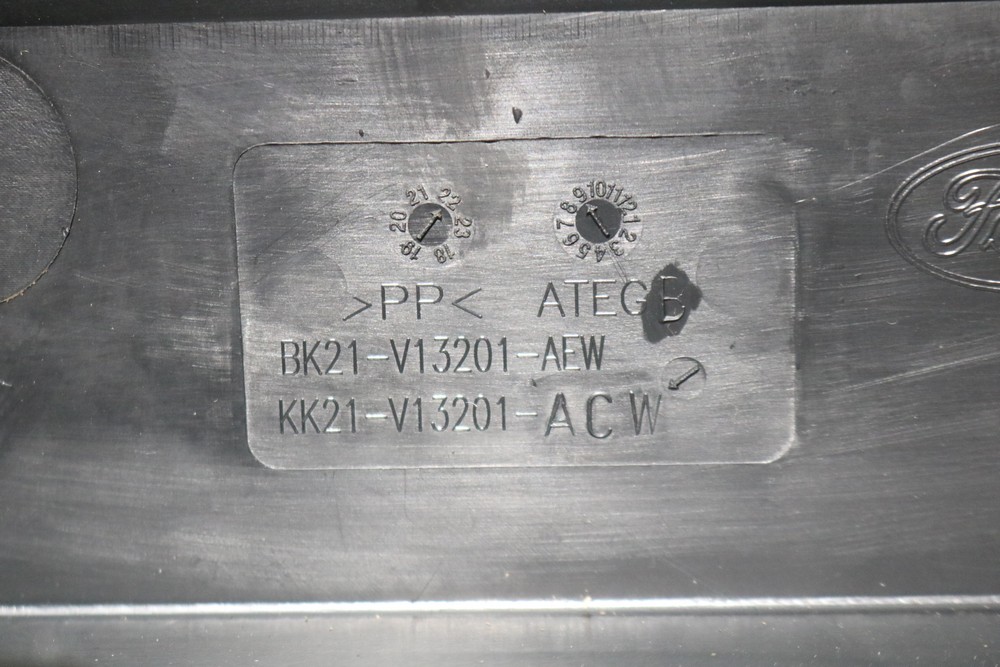 18 19 20 21 22 23
1 2 3 4 5 6 7 8 9 10 11 12
>PP< ATEG B
BK21-V13201-AEW
KK21-V13201-ACW